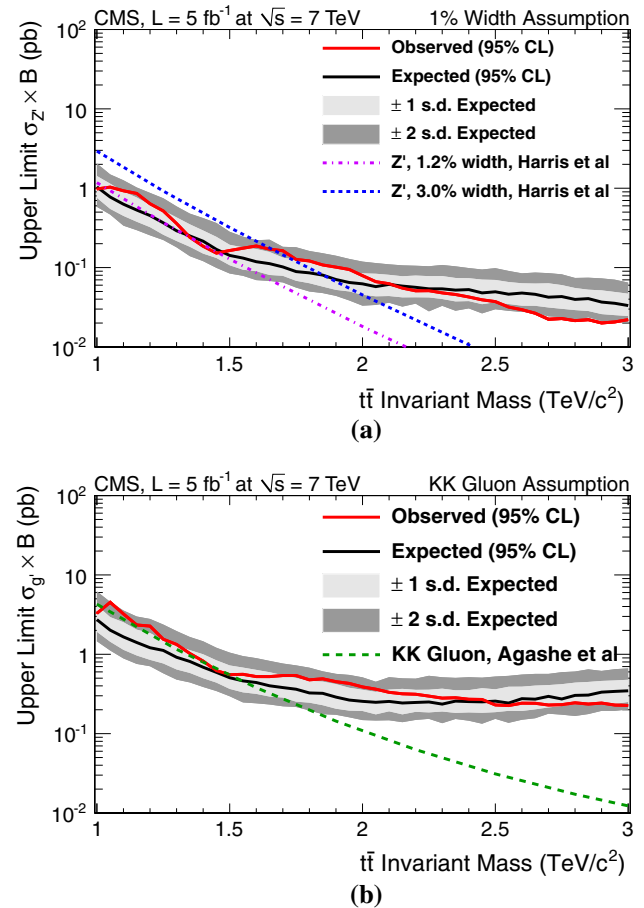 CMS, L = 5 fb⁻¹ at √s = 7 TeV 1% Width Assumption
Upper Limit σ_Z' × B (pb)
10²
10
1
10⁻¹
10⁻²
Observed (95% CL)
Expected (95% CL)
± 1 s.d. Expected
± 2 s.d. Expected
Z', 1.2% width, Harris et al
Z', 3.0% width, Harris et al
1 1.5 2 2.5 3
tt̄ Invariant Mass (TeV/c²)
(a)
CMS, L = 5 fb⁻¹ at √s = 7 TeV KK Gluon Assumption
Upper Limit σ_g' × B (pb)
10²
10
1
10⁻¹
10⁻²
Observed (95% CL)
Expected (95% CL)
± 1 s.d. Expected
± 2 s.d. Expected
KK Gluon, Agashe et al
1 1.5 2 2.5 3
tt̄ Invariant Mass (TeV/c²)
(b)